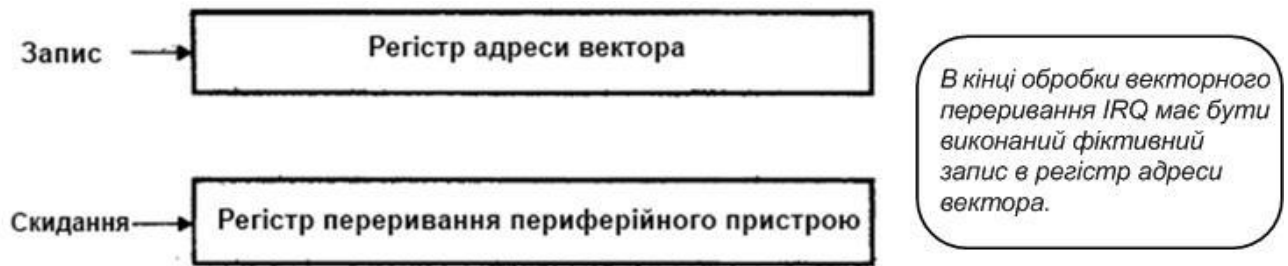 Запис
Регістр адреси вектора
В кінці обробки векторного
переривання IRQ має бути
виконаний фіктивний
запис в регістр адреси
вектора.
Скидання
Регістр переривання периферійного пристрою